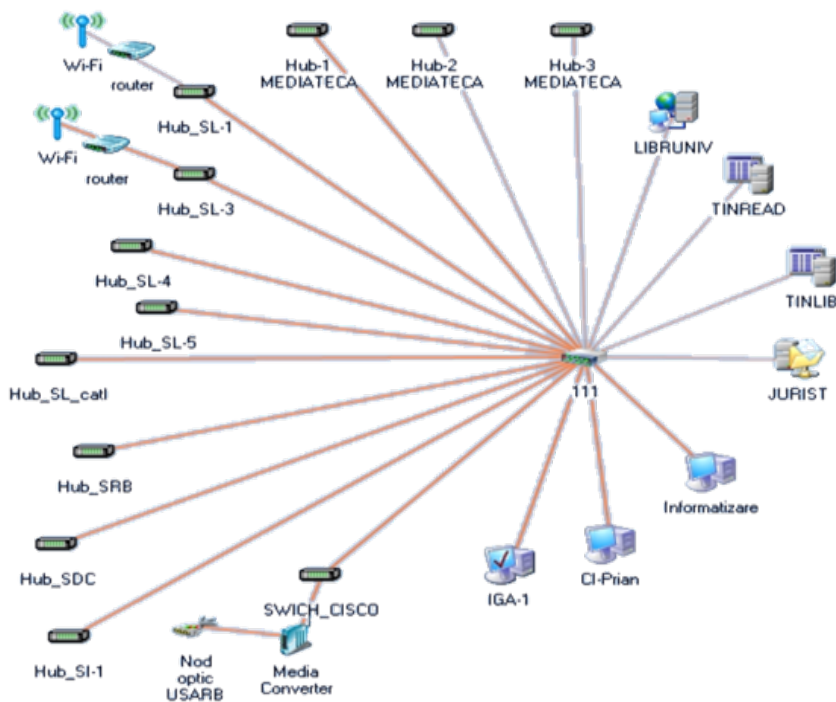 Wi-Fi
router
Hub_SL-1
Hub-1
MEDIATECA
Hub-2
MEDIATECA
Hub-3
MEDIATECA
LIBRUNIV
Wi-Fi
router
Hub_SL-3
TINREAD
Hub_SL-4
TINLIB
Hub_SL-5
Hub_SL_catl
111
JURIST
Hub_SRB
Informatizare
Hub_SDC
IGA-1
CI-Prian
SWICH_CISCO
Hub_SI-1
Nod
optic
USARB
Media
Converter